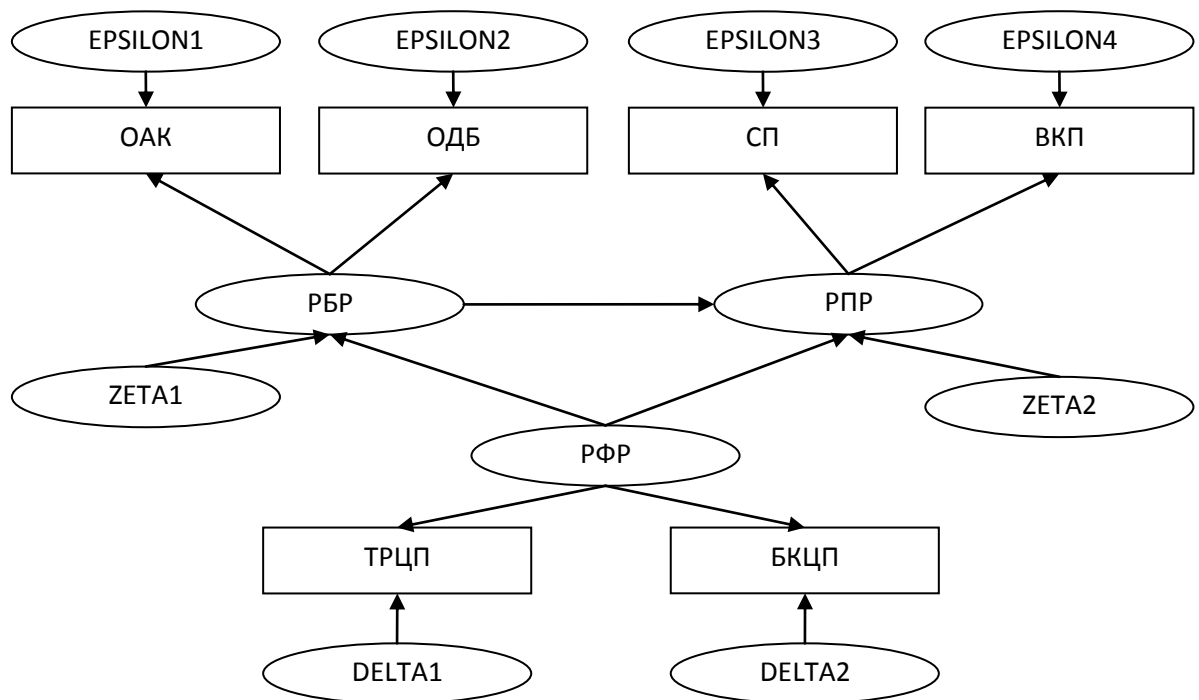 EPSILON1
EPSILON2
EPSILON3
EPSILON4
ОАК
ОДБ
СП
ВКП
РБР
РПР
ZETA1
ZETA2
РФР
ТРЦП
БКЦП
DELTA1
DELTA2